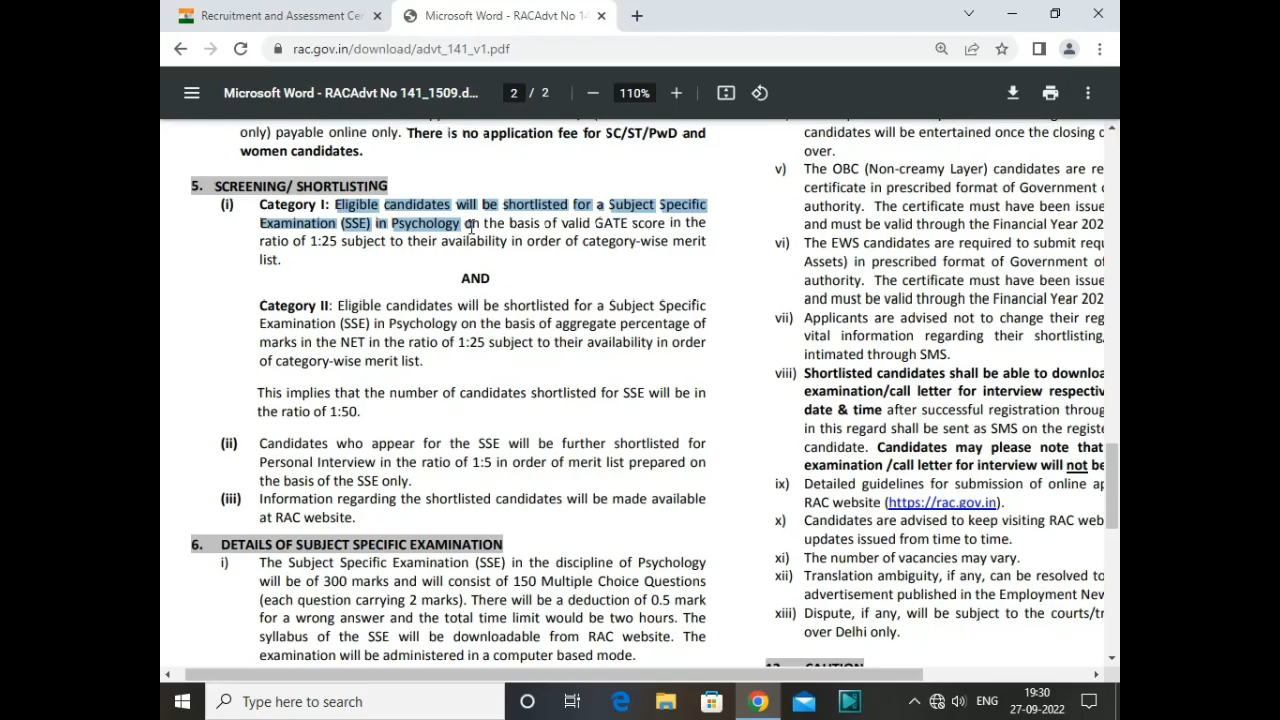 Recruitment and Assessment Ce
Microsoft Word - RACAdvt No 1
rac.gov.in/download/advt_141_v1.pdf
Microsoft Word - RACAdvt No 141_1509.d...
2 / 2
110%
only) payable online only. There is no application fee for SC/ST/PwD and
women candidates.
5. SCREENING/ SHORTLISTING
(i) Category I: Eligible candidates will be shortlisted for a Subject Specific
Examination (SSE) in Psychology on the basis of valid GATE score in the
ratio of 1:25 subject to their availability in order of category-wise merit
list.
AND
Category II: Eligible candidates will be shortlisted for a Subject Specific
Examination (SSE) in Psychology on the basis of aggregate percentage of
marks in the NET in the ratio of 1:25 subject to their availability in order
of category-wise merit list.
This implies that the number of candidates shortlisted for SSE will be in
the ratio of 1:50.
(ii) Candidates who appear for the SSE will be further shortlisted for
Personal Interview in the ratio of 1:5 in order of merit list prepared on
the basis of the SSE only.
(iii) Information regarding the shortlisted candidates will be made available
at RAC website.
6. DETAILS OF SUBJECT SPECIFIC EXAMINATION
i) The Subject Specific Examination (SSE) in the discipline of Psychology
will be of 300 marks and will consist of 150 Multiple Choice Questions
(each question carrying 2 marks). There will be a deduction of 0.5 mark
for a wrong answer and the total time limit would be two hours. The
syllabus of the SSE will be downloadable from RAC website. The
examination will be administered in a computer based mode.
candidates will be entertained once the closing
over.
v) The OBC (Non-creamy Layer) candidates are re
certificate in prescribed format of Government o
authority. The certificate must have been issue
and must be valid through the Financial Year 202
vi) The EWS candidates are required to submit requ
Assets) in prescribed format of Government of
authority. The certificate must have been issue
and must be valid through the Financial Year 202
vii) Applicants are advised not to change their reg
vital information regarding their shortlisting,
intimated through SMS.
viii) Shortlisted candidates shall be able to downloa
examination/call letter for interview respectiv
date & time after successful registration throug
in this regard shall be sent as SMS on the registe
candidate. Candidates may please note that
examination /call letter for interview will not be
ix) Detailed guidelines for submission of online ap
RAC website (https://rac.gov.in).
x) Candidates are advised to keep visiting RAC web
updates issued from time to time.
xi) The number of vacancies may vary.
xii) Translation ambiguity, if any, can be resolved to
advertisement published in the Employment New
xiii) Dispute, if any, will be subject to the courts/tr
over Delhi only.
Type here to search
ENG
19:30
27-09-2022